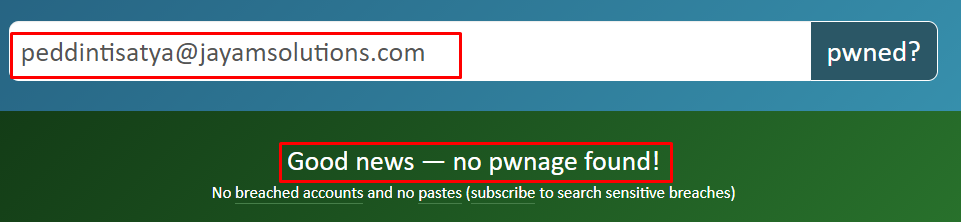 peddintisatya@jayamsolutions.com pwned?
Good news — no pwnage found!
No breached accounts and no pastes (subscribe to search sensitive breaches)